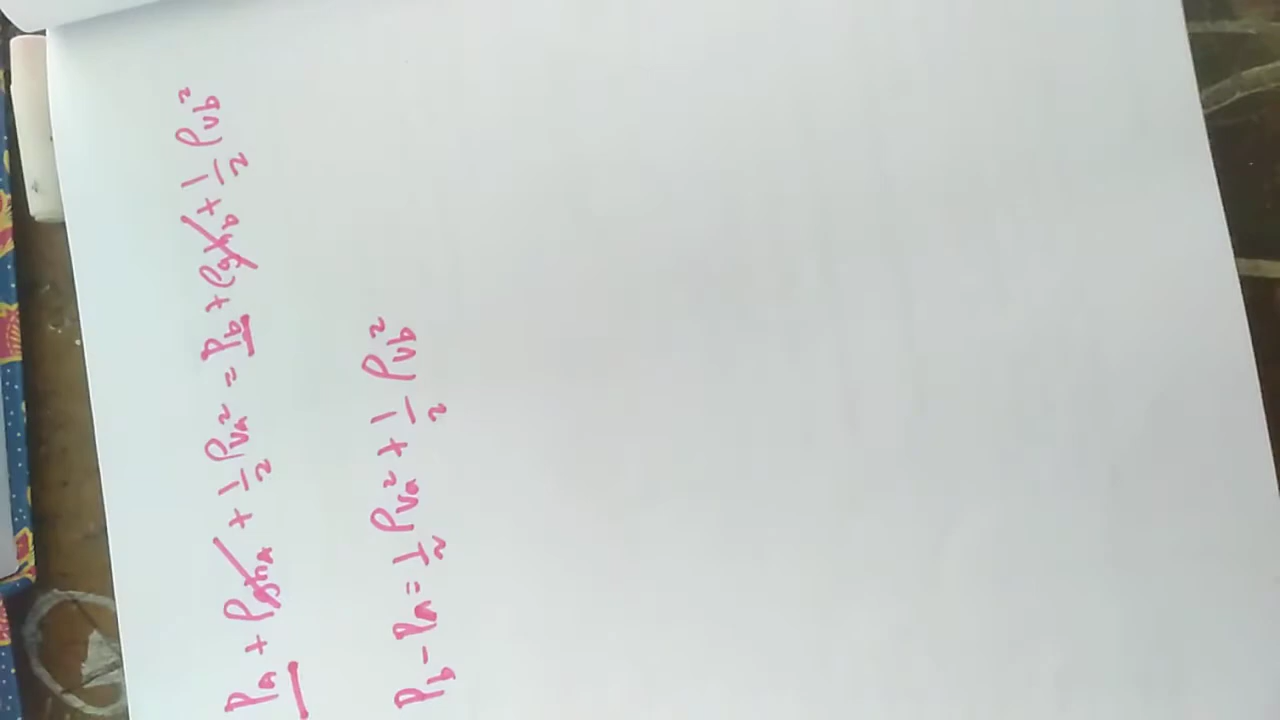 Pa + ρghA + 1/2 ρva² = Pb + ρghb + 1/2 ρvb²
Pb − Pa = 1/2 ρva² + 1/2 ρvb²